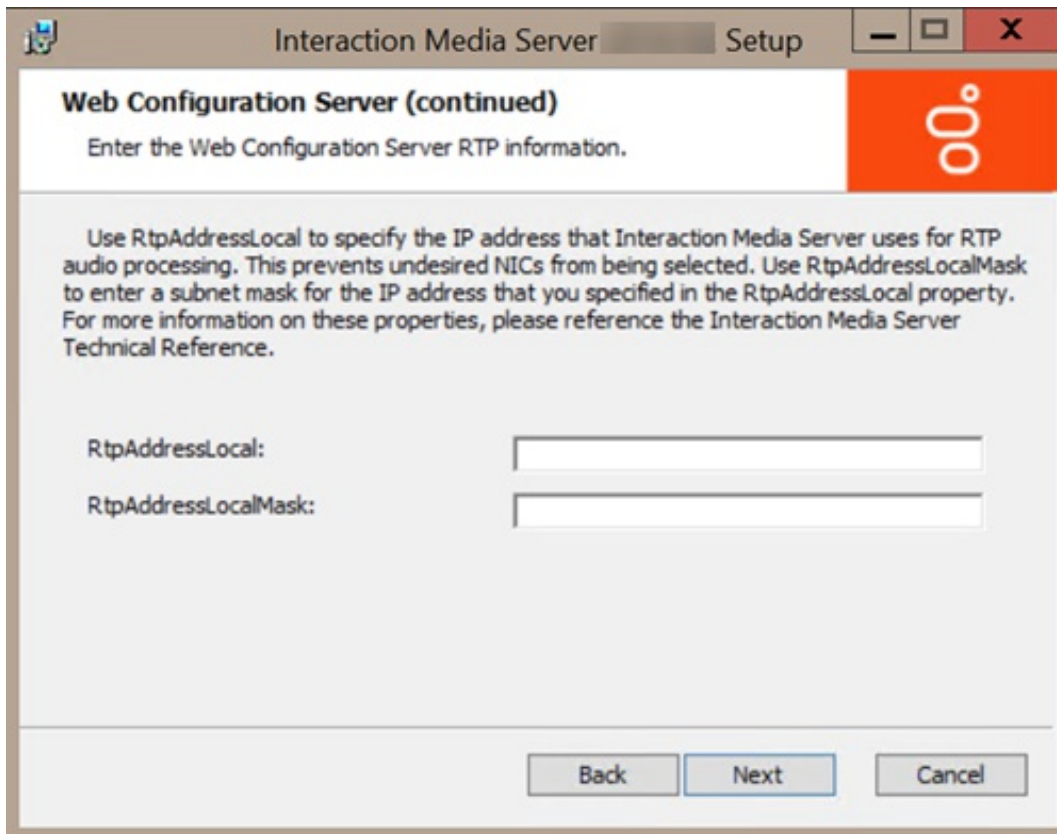 Interaction Media Server Setup
Web Configuration Server (continued)
Enter the Web Configuration Server RTP information.
Use RtpAddressLocal to specify the IP address that Interaction Media Server uses for RTP
audio processing. This prevents undesired NICs from being selected. Use RtpAddressLocalMask
to enter a subnet mask for the IP address that you specified in the RtpAddressLocal property.
For more information on these properties, please reference the Interaction Media Server
Technical Reference.
RtpAddressLocal:
RtpAddressLocalMask:
Back Next Cancel